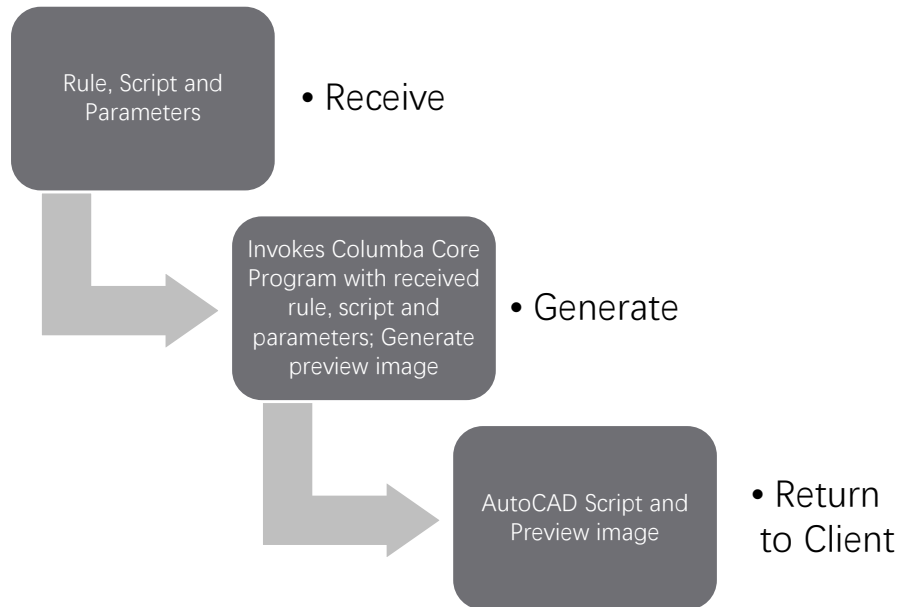 Rule, Script and
Parameters
• Receive
Invokes Columba Core
Program with received
rule, script and
parameters; Generate
preview image
• Generate
AutoCAD Script and
Preview image
• Return
to Client